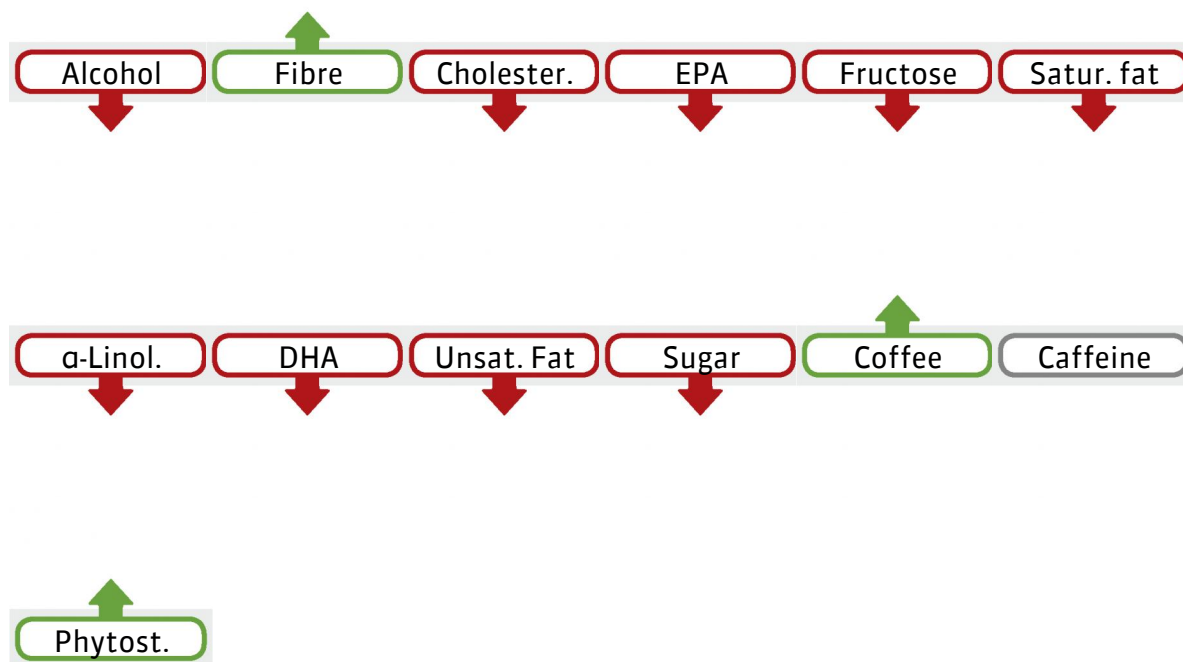 Alcohol Fibre Cholester. EPA Fructose Satur. fat
α-Linol. DHA Unsat. Fat Sugar Coffee Caffeine
Phytost.